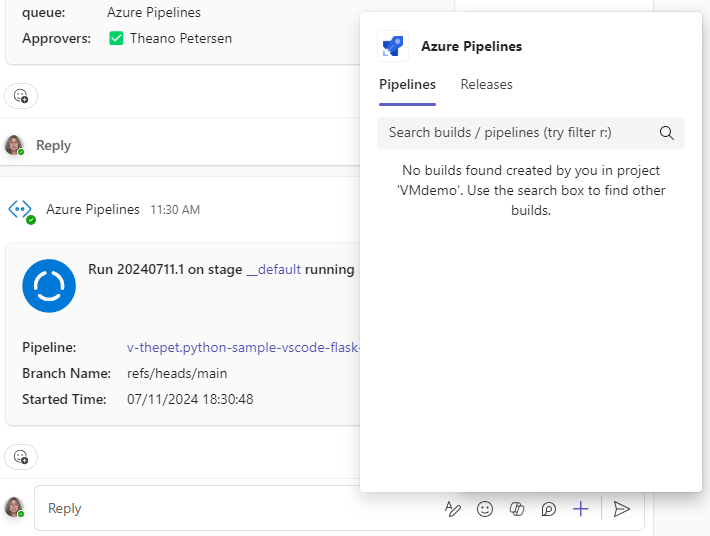 queue: Azure Pipelines
Approvers: Theano Petersen
Reply
Azure Pipelines 11:30 AM
Run 20240711.1 on stage __default running
Pipeline: v-thepet.python-sample-vscode-flask-
Branch Name: refs/heads/main
Started Time: 07/11/2024 18:30:48
Reply
Azure Pipelines
Pipelines Releases
Search builds / pipelines (try filter r:)
No builds found created by you in project
'VMdemo'. Use the search box to find other
builds.